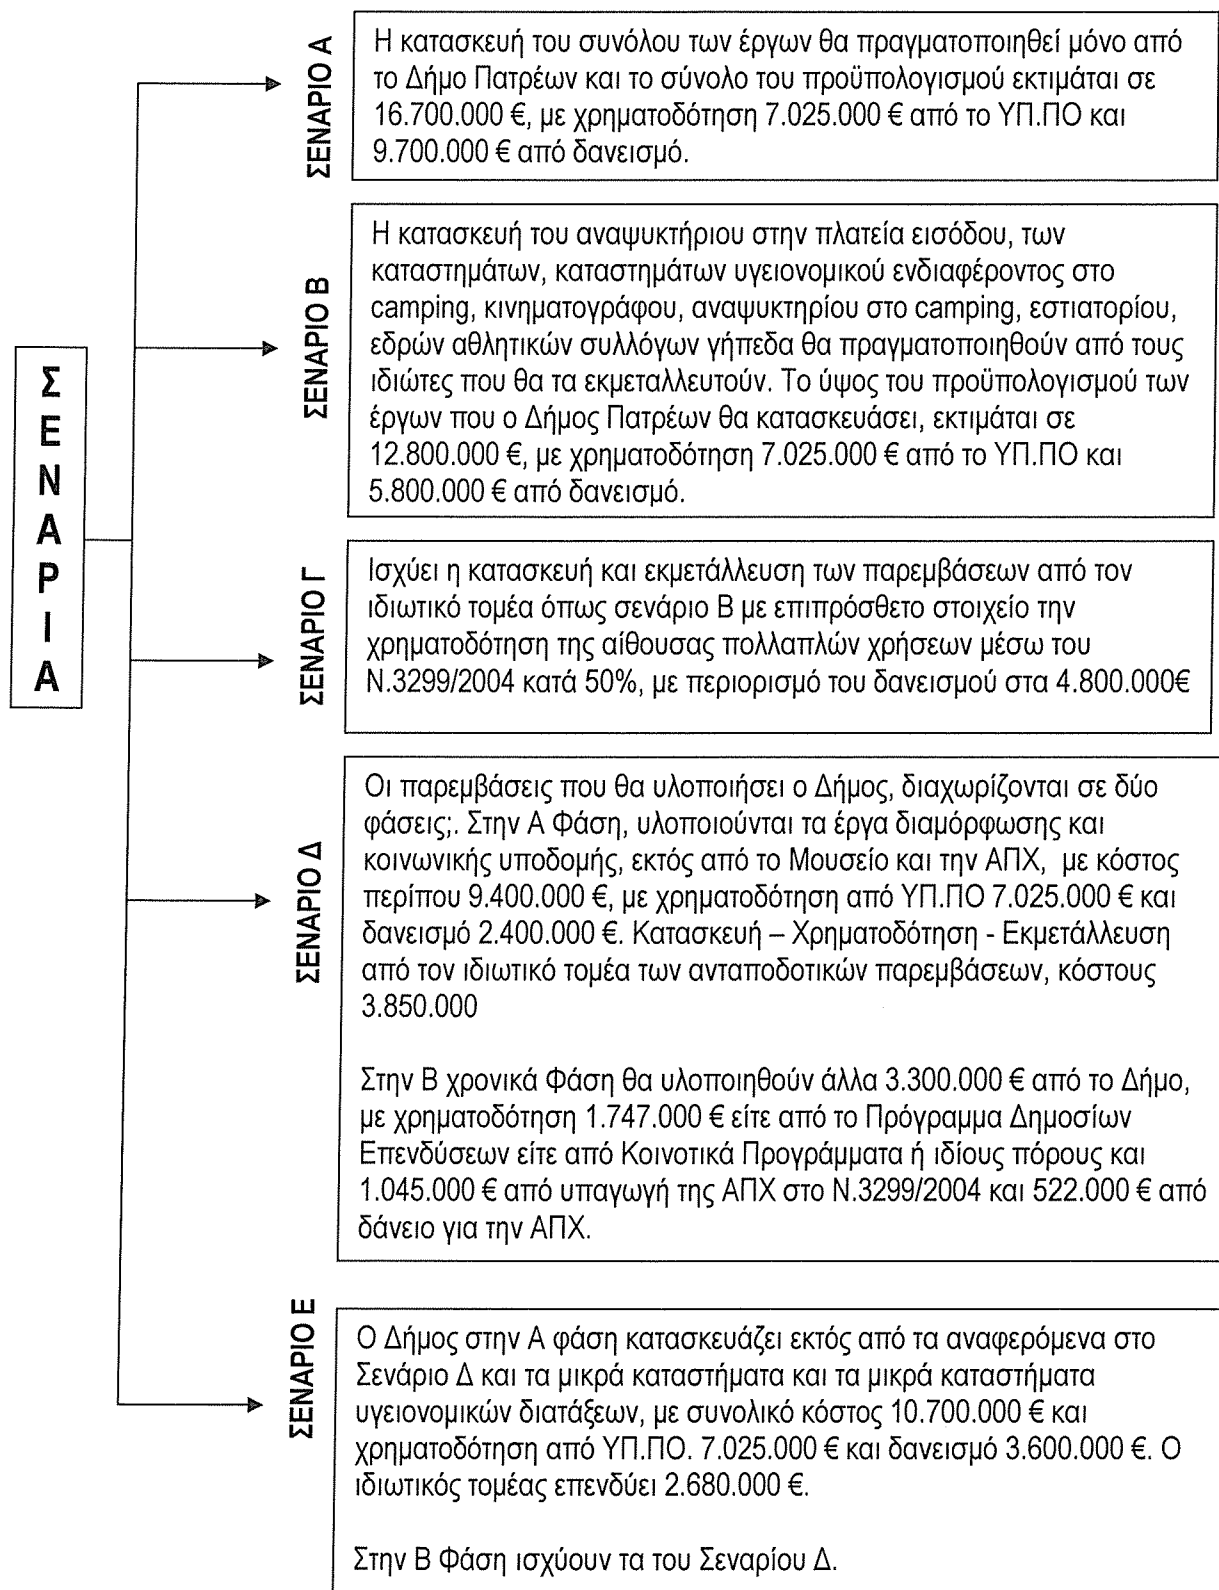 ΣΕΝΑΡΙΑ
ΣΕΝΑΡΙΟ Α
Η κατασκευή του συνόλου των έργων θα πραγματοποιηθεί μόνο από
το Δήμο Πατρέων και το σύνολο του προϋπολογισμού εκτιμάται σε
16.700.000 €, με χρηματοδότηση 7.025.000 € από το ΥΠ.ΠΟ και
9.700.000 € από δανεισμό.
ΣΕΝΑΡΙΟ Β
Η κατασκευή του αναψυκτήριου στην πλατεία εισόδου, των
καταστημάτων, καταστημάτων υγειονομικού ενδιαφέροντος στο
camping, κινηματογράφου, αναψυκτηρίου στο camping, εστιατορίου,
εδρών αθλητικών συλλόγων γήπεδα θα πραγματοποιηθούν από τους
ιδιώτες που θα τα εκμεταλλευτούν. Το ύψος του προϋπολογισμού των
έργων που ο Δήμος Πατρέων θα κατασκευάσει, εκτιμάται σε
12.800.000 €, με χρηματοδότηση 7.025.000 € από το ΥΠ.ΠΟ και
5.800.000 € από δανεισμό.
ΣΕΝΑΡΙΟ Γ
Ισχύει η κατασκευή και εκμετάλλευση των παρεμβάσεων από τον
ιδιωτικό τομέα όπως σενάριο Β με επιπρόσθετο στοιχείο την
χρηματοδότηση της αίθουσας πολλαπλών χρήσεων μέσω του
Ν.3299/2004 κατά 50%, με περιορισμό του δανεισμού στα 4.800.000€
ΣΕΝΑΡΙΟ Δ
Οι παρεμβάσεις που θα υλοποιήσει ο Δήμος, διαχωρίζονται σε δύο
φάσεις;. Στην Α Φάση, υλοποιούνται τα έργα διαμόρφωσης και
κοινωνικής υποδομής, εκτός από το Μουσείο και την ΑΠΧ, με κόστος
περίπου 9.400.000 €, με χρηματοδότηση από ΥΠ.ΠΟ 7.025.000 € και
δανεισμό 2.400.000 €. Κατασκευή – Χρηματοδότηση - Εκμετάλλευση
από τον ιδιωτικό τομέα των ανταποδοτικών παρεμβάσεων, κόστους
3.850.000
Στην Β χρονικά Φάση θα υλοποιηθούν άλλα 3.300.000 € από το Δήμο,
με χρηματοδότηση 1.747.000 € είτε από το Πρόγραμμα Δημοσίων
Επενδύσεων είτε από Κοινοτικά Προγράμματα ή ιδίους πόρους και
1.045.000 € από υπαγωγή της ΑΠΧ στο Ν.3299/2004 και 522.000 € από
δάνειο για την ΑΠΧ.
ΣΕΝΑΡΙΟ Ε
Ο Δήμος στην Α φάση κατασκευάζει εκτός από τα αναφερόμενα στο
Σενάριο Δ και τα μικρά καταστήματα και τα μικρά καταστήματα
υγειονομικών διατάξεων, με συνολικό κόστος 10.700.000 € και
χρηματοδότηση από ΥΠ.ΠΟ. 7.025.000 € και δανεισμό 3.600.000 €. Ο
ιδιωτικός τομέας επενδύει 2.680.000 €.
Στην Β Φάση ισχύουν τα του Σεναρίου Δ.